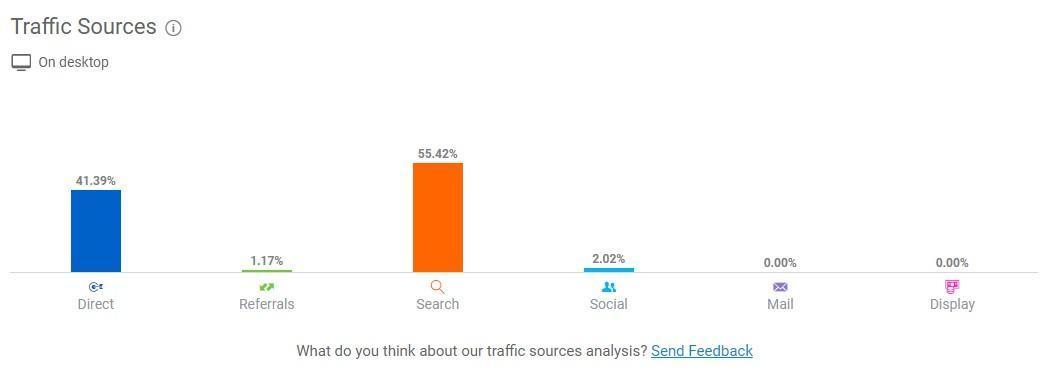 Traffic Sources
On desktop
55.42%
41.39%
1.17%
2.02%
0.00%
0.00%
Direct
Referrals
Search
Social
Mail
Display
What do you think about our traffic sources analysis? Send Feedback